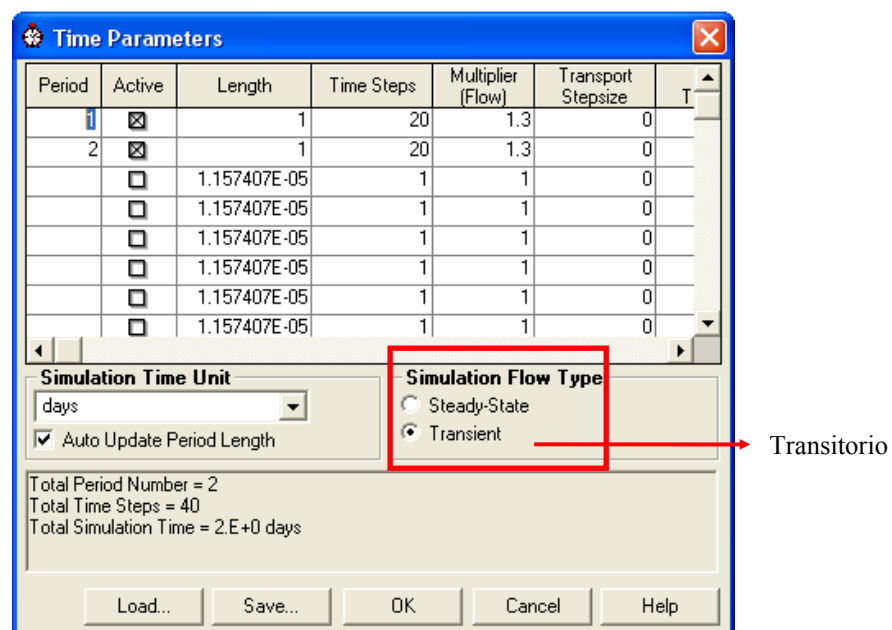 Time Parameters
Period Active Length Time Steps Multiplier (Flow) Transport Stepsize T
1 1 20 1.3 0
2 1 20 1.3 0
1.157407E-05 1 1 0
1.157407E-05 1 1 0
1.157407E-05 1 1 0
1.157407E-05 1 1 0
1.157407E-05 1 1 0
1.157407E-05 1 1 0
Simulation Time Unit
days
Auto Update Period Length
Simulation Flow Type
Steady-State
Transient
Transitorio
Total Period Number = 2
Total Time Steps = 40
Total Simulation Time = 2.E+0 days
Load... Save... OK Cancel Help